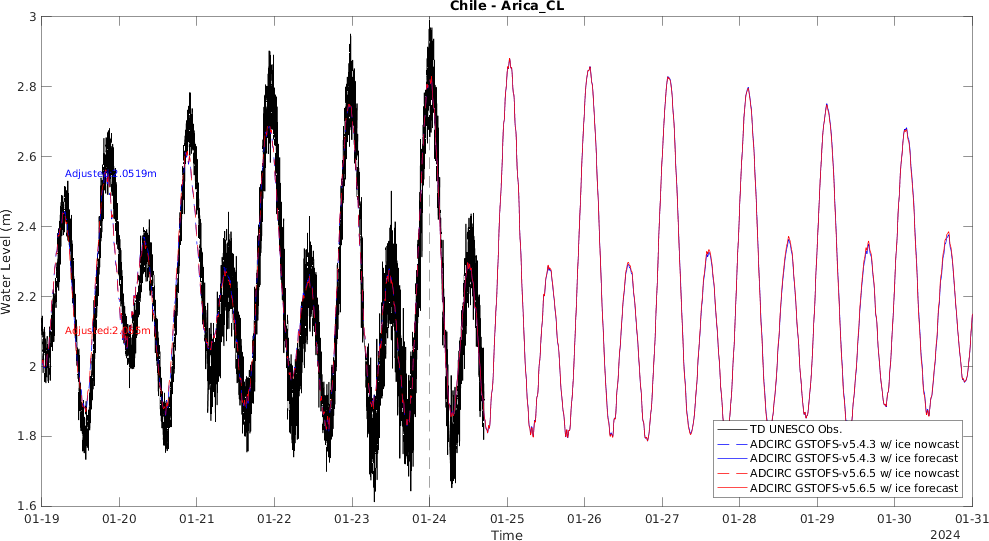 Chile - Arica_CL
3
2.8
2.6
2.4
2.2
2
1.8
1.6
Water Level (m)
Adjusted:2.0519m
01-19
01-20
01-21
01-22
01-23
01-24
01-25
01-26
01-27
01-28
01-29
01-30
01-31
Time
2024
TD UNESCO Obs.
ADCIRC GSTOFS-v5.4.3 w/ ice nowcast
ADCIRC GSTOFS-v5.4.3 w/ ice forecast
ADCIRC GSTOFS-v5.6.5 w/ ice nowcast
ADCIRC GSTOFS-v5.6.5 w/ ice forecast